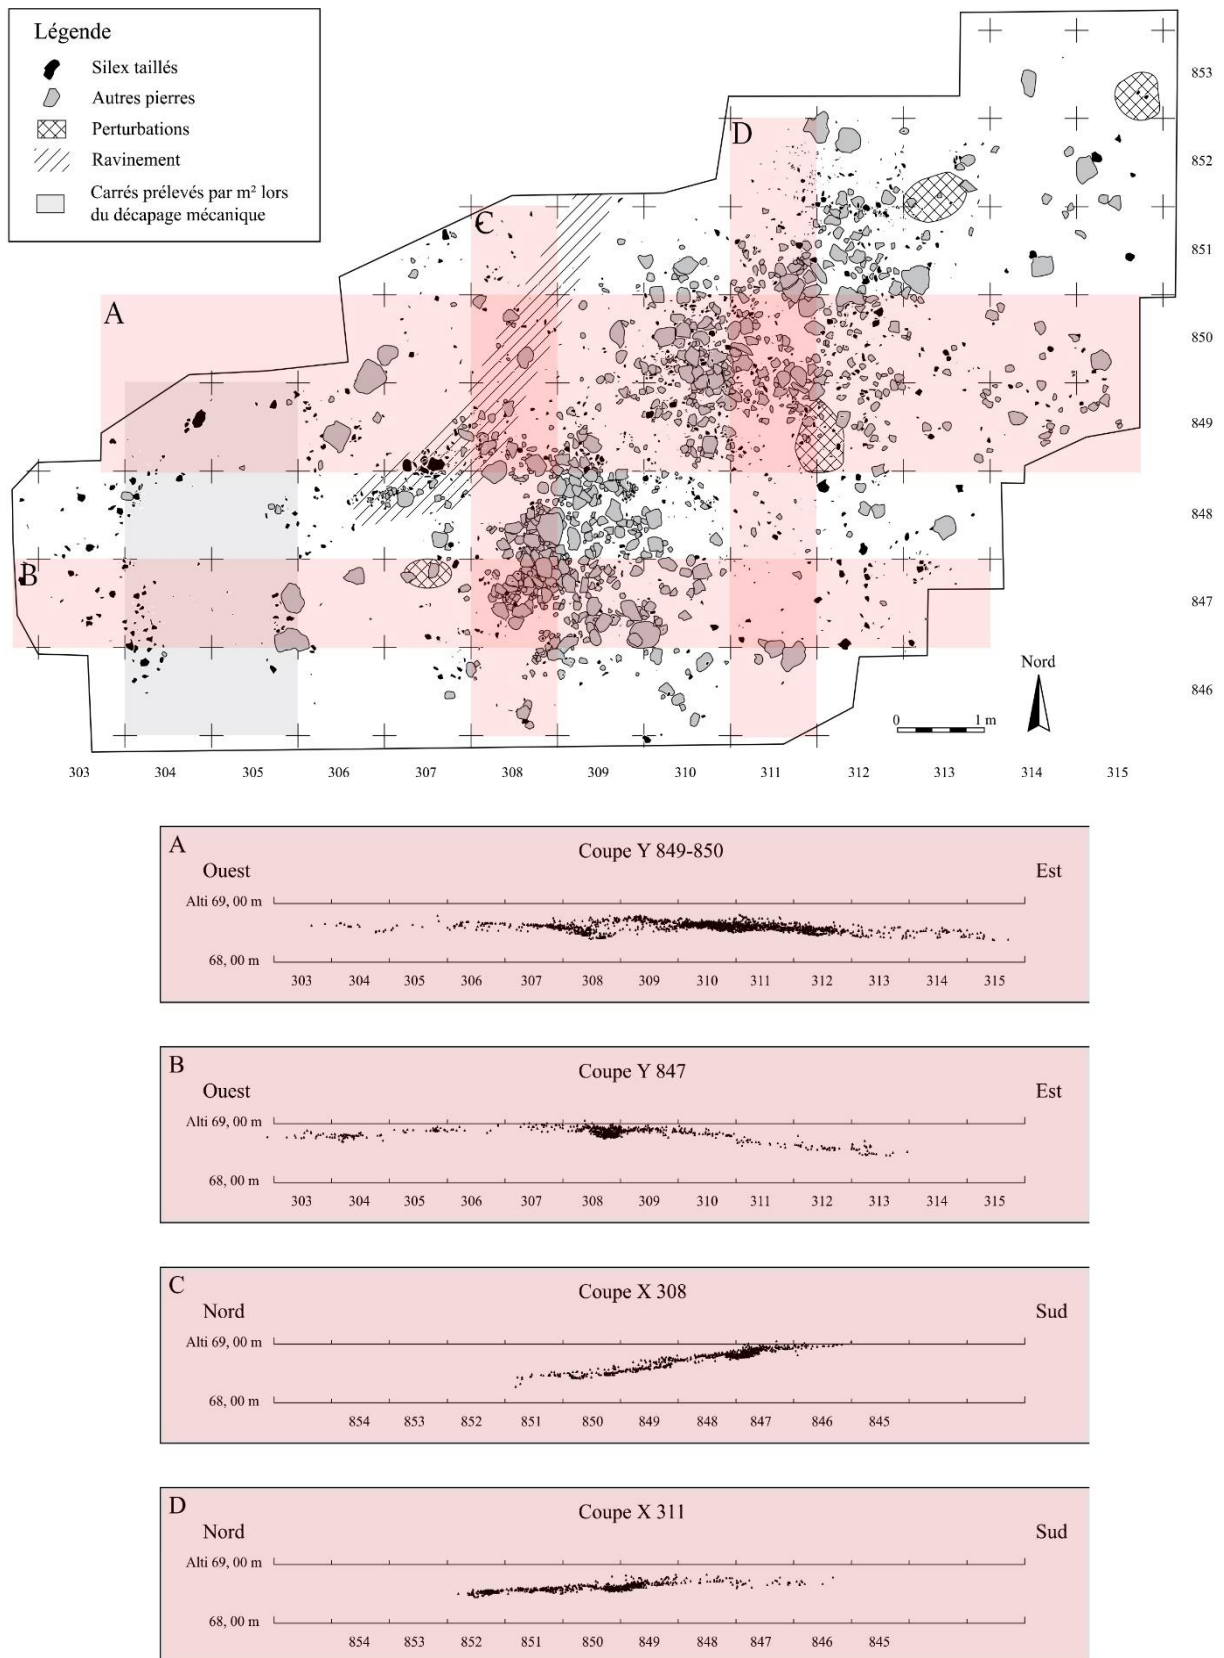 Légende
Silex taillés
Autres pierres
Perturbations
Ravinement
Carrés prélevés par m² lors
du décapage mécanique
A
B
C
D
853
852
851
850
849
848
847
846
Nord
0 1 m
303 304 305 306 307 308 309 310 311 312 313 314 315
A
Coupe Y 849-850
Ouest Est
Alti 69, 00 m
68, 00 m
303 304 305 306 307 308 309 310 311 312 313 314 315
B
Coupe Y 847
Ouest Est
Alti 69, 00 m
68, 00 m
303 304 305 306 307 308 309 310 311 312 313 314 315
C
Coupe X 308
Nord Sud
Alti 69, 00 m
68, 00 m
854 853 852 851 850 849 848 847 846 845
D
Coupe X 311
Nord Sud
Alti 69, 00 m
68, 00 m
854 853 852 851 850 849 848 847 846 845